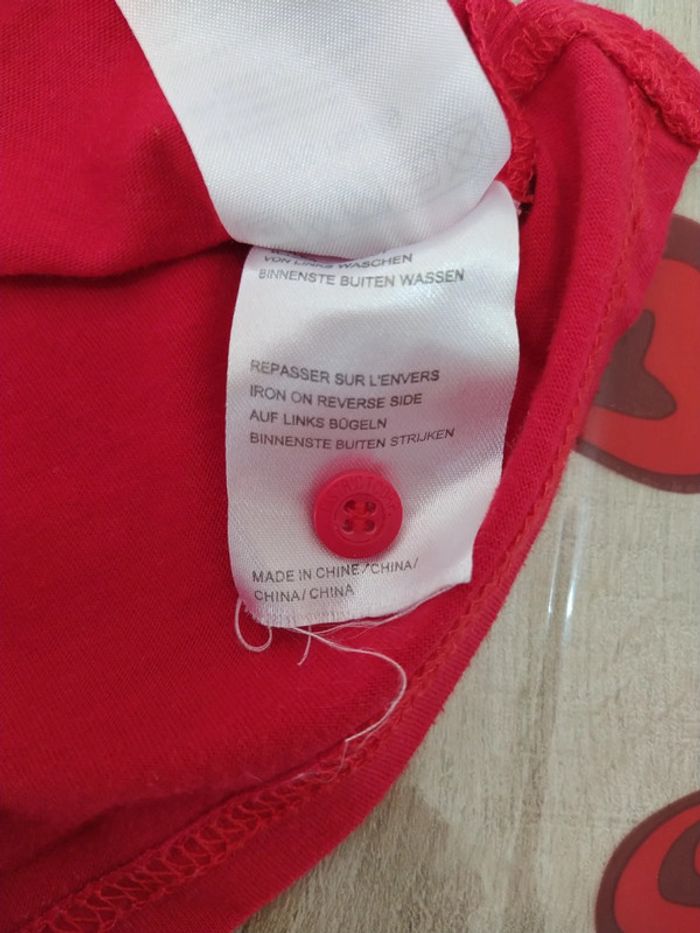 VON LINKS WASCHEN
BINNENSTE BUITEN WASSEN
REPASSER SUR L'ENVERS
IRON ON REVERSE SIDE
AUF LINKS BÜGELN
BINNENSTE BUITEN STRIJKEN
MADE IN CHINE/CHINA/
CHINA/CHINA